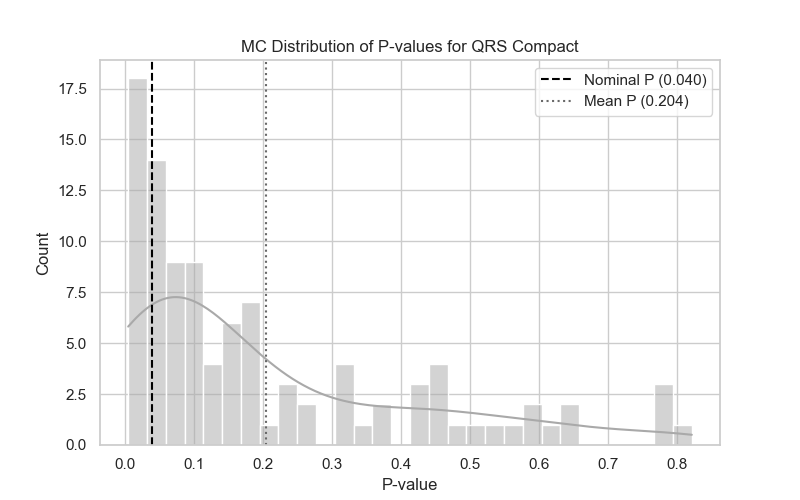 MC Distribution of P-values for QRS Compact
Nominal P (0.040)
Mean P (0.204)
17.5
15.0
12.5
10.0
7.5
5.0
2.5
0.0
Count
0.0 0.1 0.2 0.3 0.4 0.5 0.6 0.7 0.8
P-value